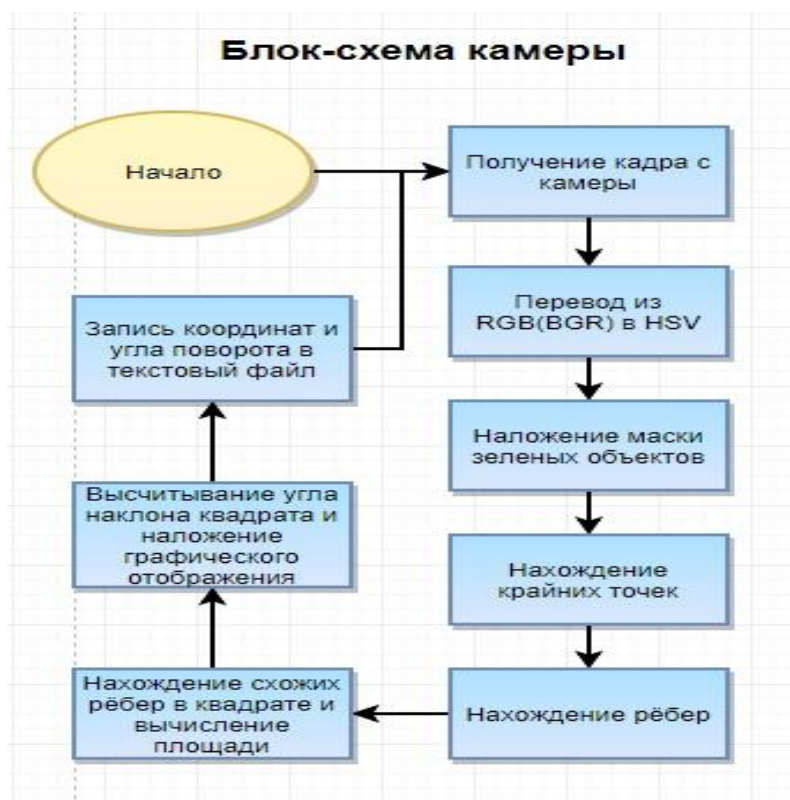 Блок-схема камеры
Начало
Получение кадра с
камеры
Перевод из
RGB(BGR) в HSV
Наложение маски
зеленых объектов
Нахождение
крайних точек
Нахождение рёбер
Нахождение схожих
рёбер в квадрате и
вычисление
площади
Высчитывание угла
наклона квадрата и
наложение
графического
отображения
Запись координат и
угла поворота в
текстовый файл